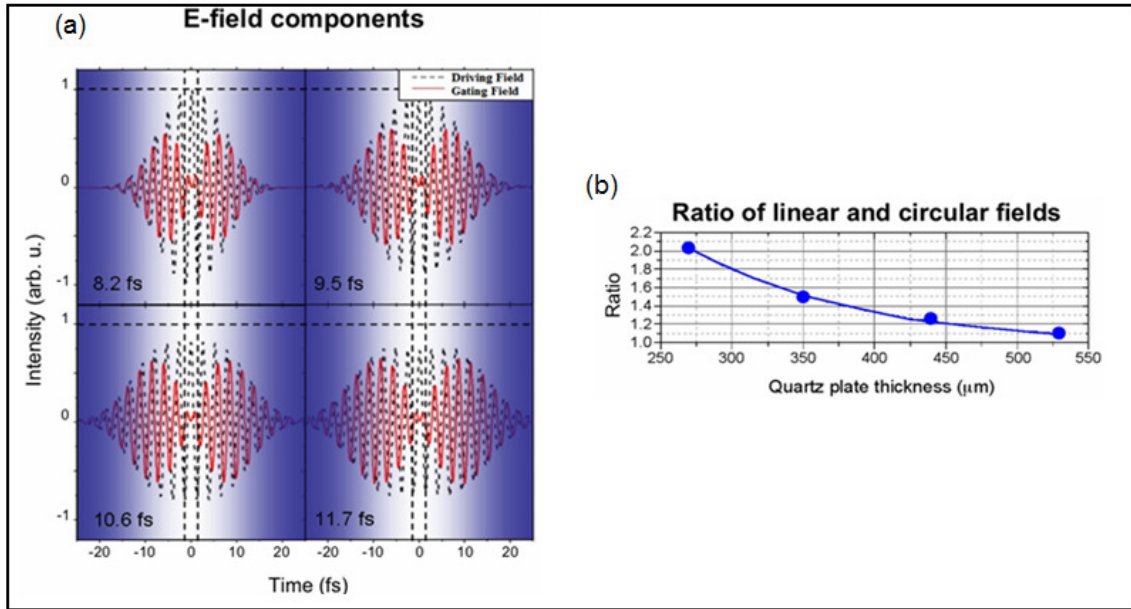 (a)
E-field components
Driving Field
Gating Field
1
0
-1
8.2 fs
9.5 fs
1
0
-1
10.6 fs
11.7 fs
-20 -10 0 10 20
-20 -10 0 10 20
Intensity (arb. u.)
Time (fs)
(b)
Ratio of linear and circular fields
2.2
2.0
1.8
1.6
1.4
1.2
1.0
Ratio
250 300 350 400 450 500 550
Quartz plate thickness (μm)